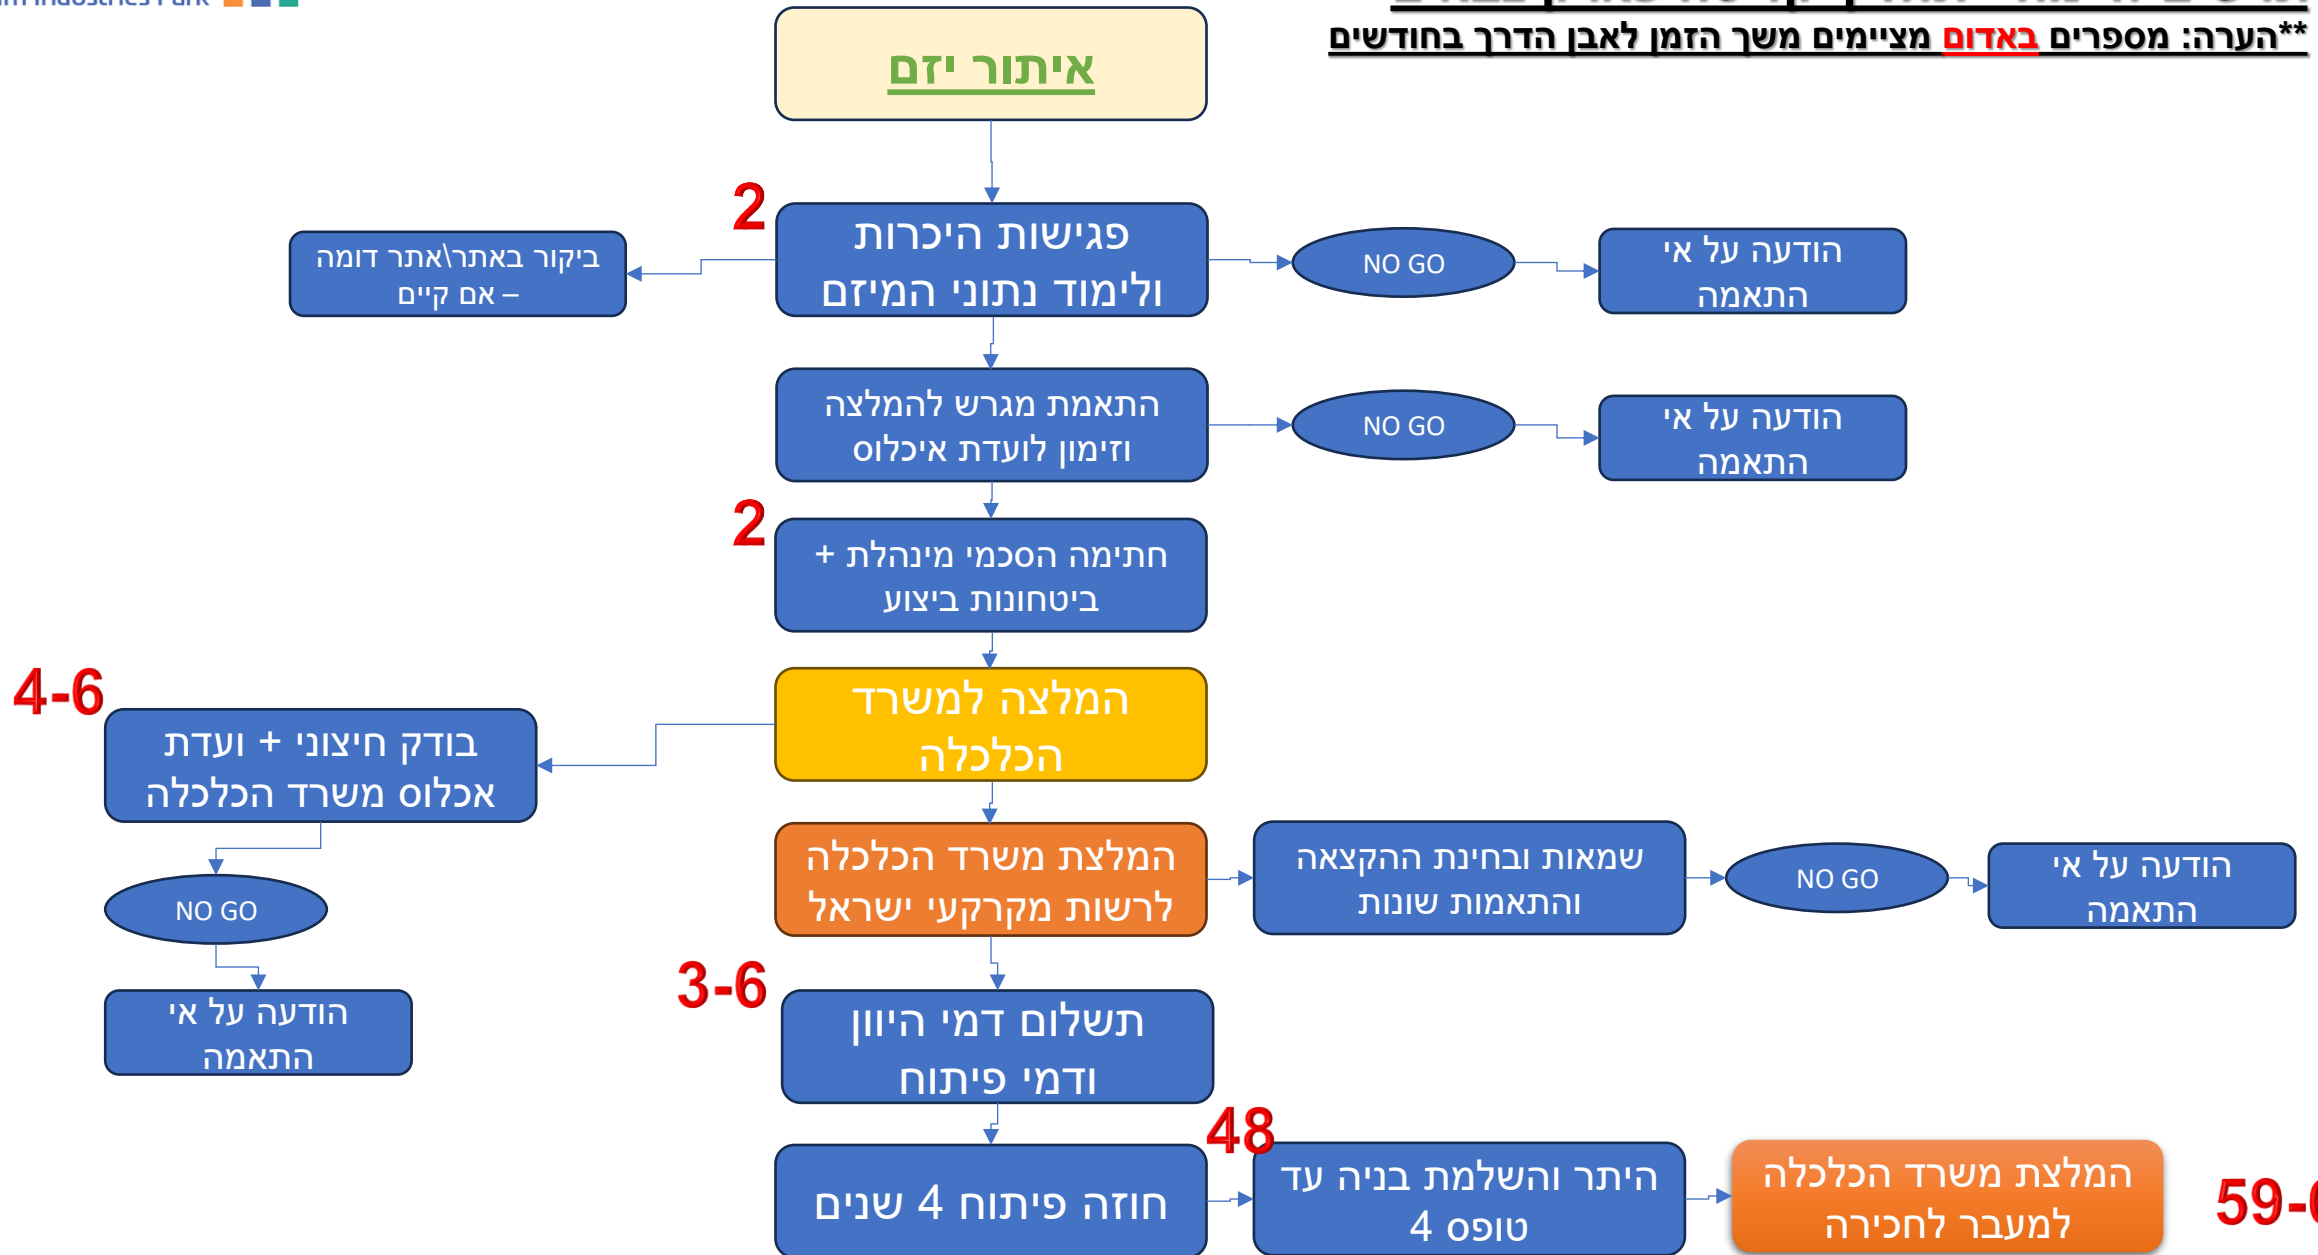 **הערה: מספרים באדום מציימים משך הזמן לאבן הדרך בחודשים
איתור יזם
2
פגישות היכרות
ולימוד נתוני המיזם
NO GO
הודעה על אי
התאמה
ביקור באתר\אתר דומה
– אם קיים
התאמת מגרש להמלצה
וזימון לועדת איכלוס
NO GO
הודעה על אי
התאמה
2
חתימה הסכמי מינהלת +
ביטחונות ביצוע
המלצה למשרד
הכלכלה
4-6
בודק חיצוני + ועדת
אכלוס משרד הכלכלה
NO GO
הודעה על אי
התאמה
המלצת משרד הכלכלה
לרשות מקרקעי ישראל
שמאות ובחינת ההקצאה
והתאמות שונות
NO GO
הודעה על אי
התאמה
3-6
תשלום דמי היוון
ודמי פיתוח
חוזה פיתוח 4 שנים
48
היתר והשלמת בניה עד
טופס 4
המלצת משרד הכלכלה
למעבר לחכירה